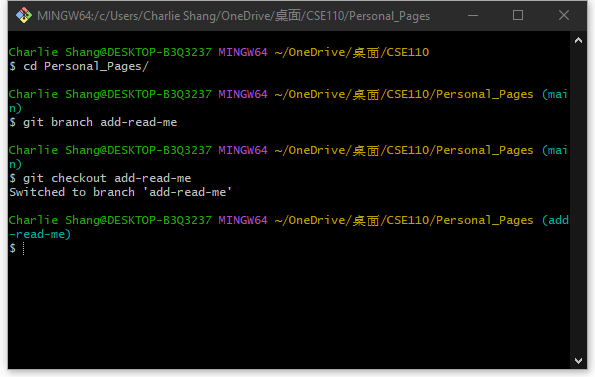 MINGW64:/c/Users/Charlie Shang/OneDrive/桌面/CSE110/Personal_Pages
Charlie Shang@DESKTOP-B3Q3237 MINGW64 ~/OneDrive/桌面/CSE110
$ cd Personal_Pages/
Charlie Shang@DESKTOP-B3Q3237 MINGW64 ~/OneDrive/桌面/CSE110/Personal_Pages (mai
n)
$ git branch add-read-me
Charlie Shang@DESKTOP-B3Q3237 MINGW64 ~/OneDrive/桌面/CSE110/Personal_Pages (mai
n)
$ git checkout add-read-me
Switched to branch 'add-read-me'
Charlie Shang@DESKTOP-B3Q3237 MINGW64 ~/OneDrive/桌面/CSE110/Personal_Pages (add
-read-me)
$